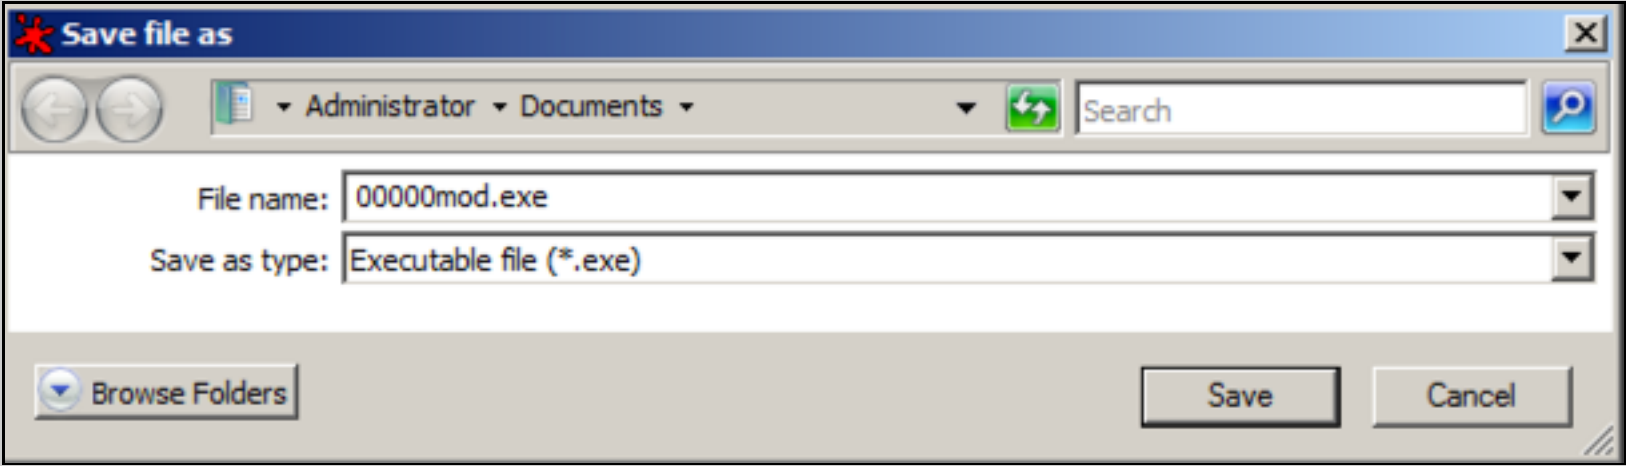 Save file as
Administrator Documents
Search
File name: 00000mod.exe
Save as type: Executable file (*.exe)
Browse Folders
Save
Cancel